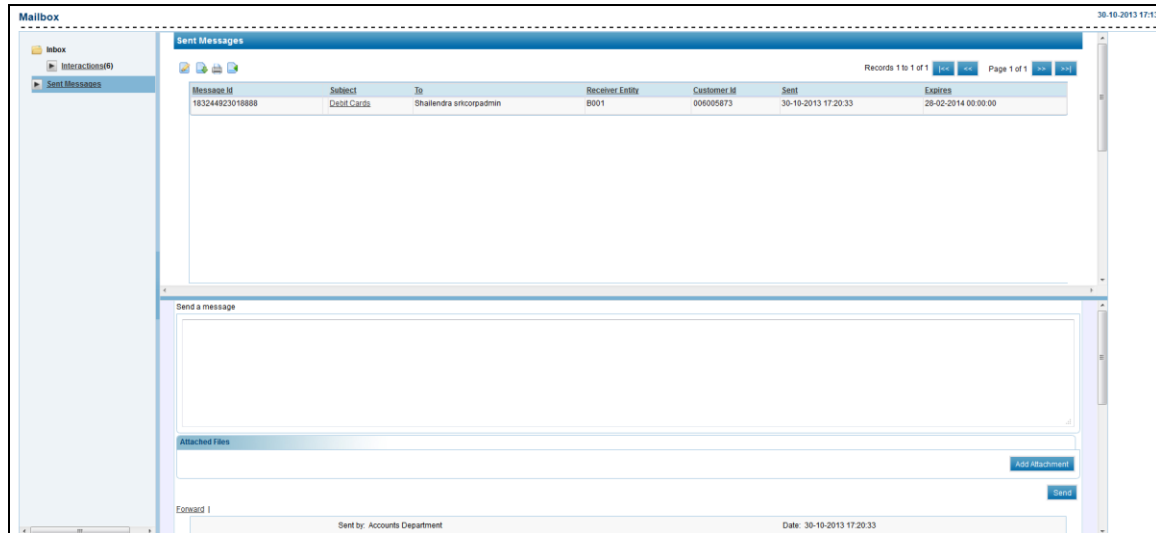 Mailbox
30-10-2013 17:13
Inbox
Interactions(6)
Sent Messages
Sent Messages
Records 1 to 1 of 1 |<< << Page 1 of 1 >> >>|
Message Id Subject To Receiver Entity Customer Id Sent Expires
183244923018888 Debit Cards Shailendra srkcorpadmin B001 006005873 30-10-2013 17:20:33 28-02-2014 00:00:00
Send a message
Attached Files
Add Attachment
Send
Forward |
Sent by: Accounts Department Date: 30-10-2013 17:20:33